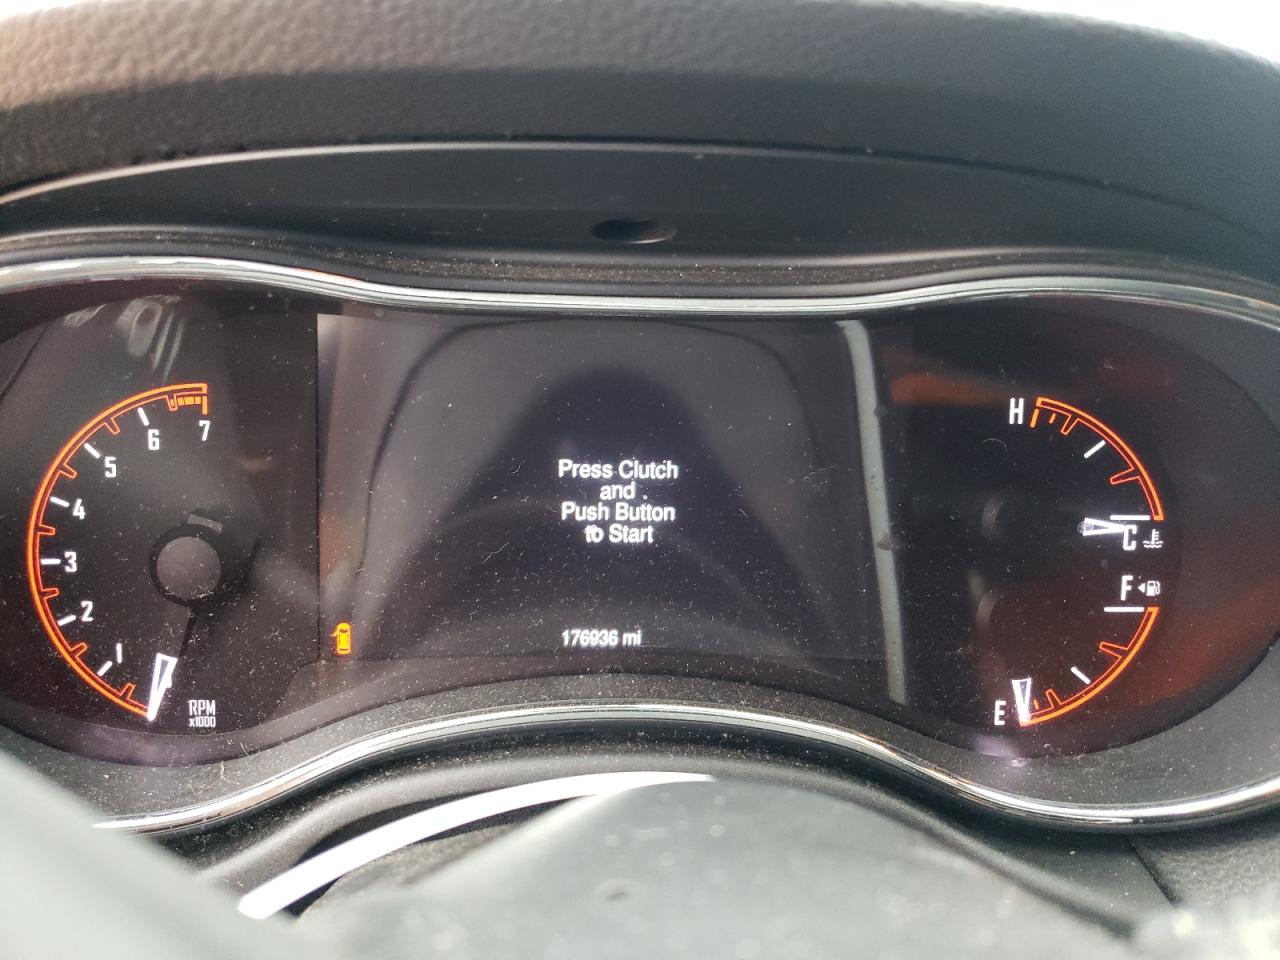 Press Clutch
and
Push Button
to Start
176936 mi
7
6
5
4
3
2
1
RPM
x1000
H
C
F
E